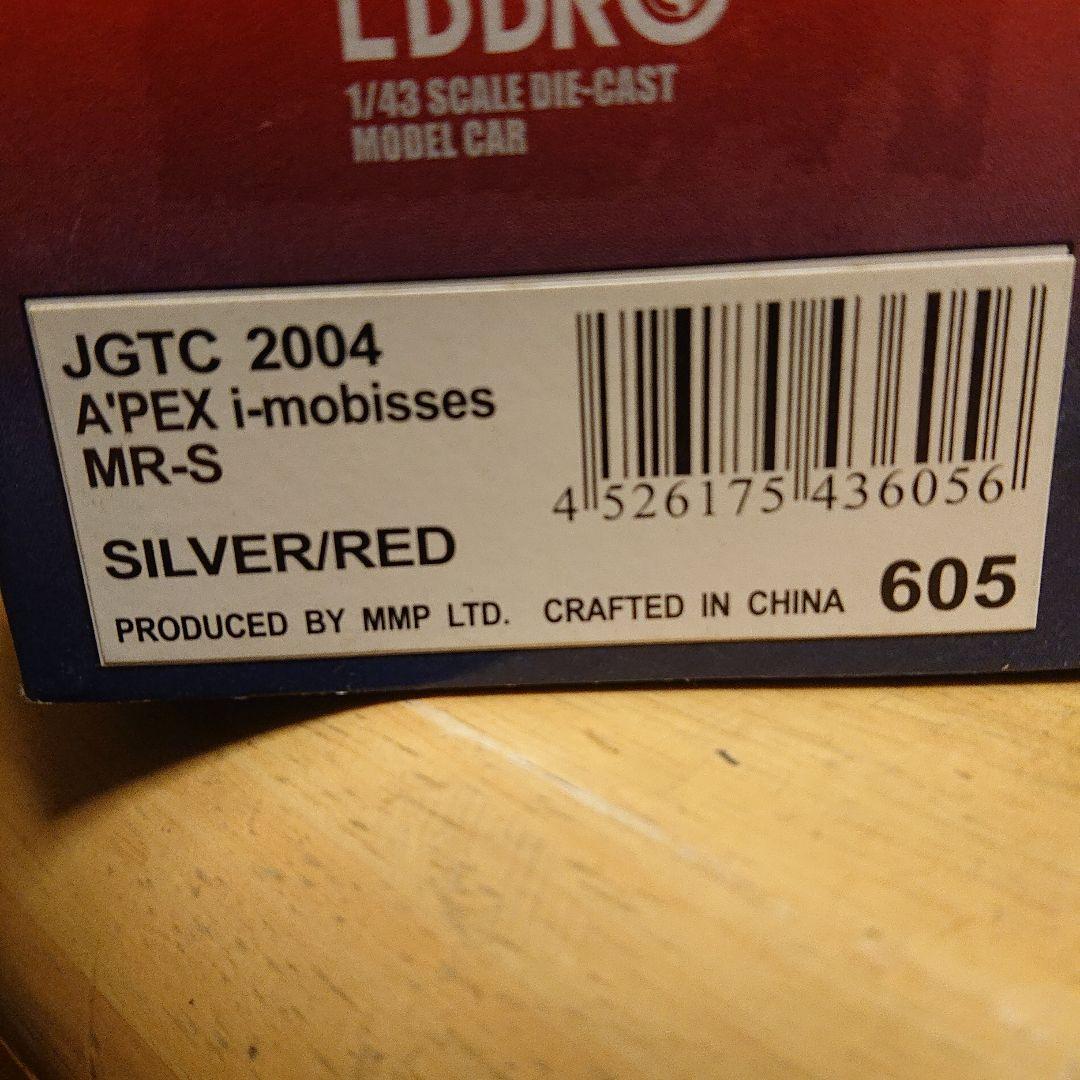 1/43 SCALE DIE-CAST
MODEL CAR
JGTC 2004
A'PEX i-mobisses
MR-S
SILVER/RED
4 526175 436056
PRODUCED BY MMP LTD. CRAFTED IN CHINA 605